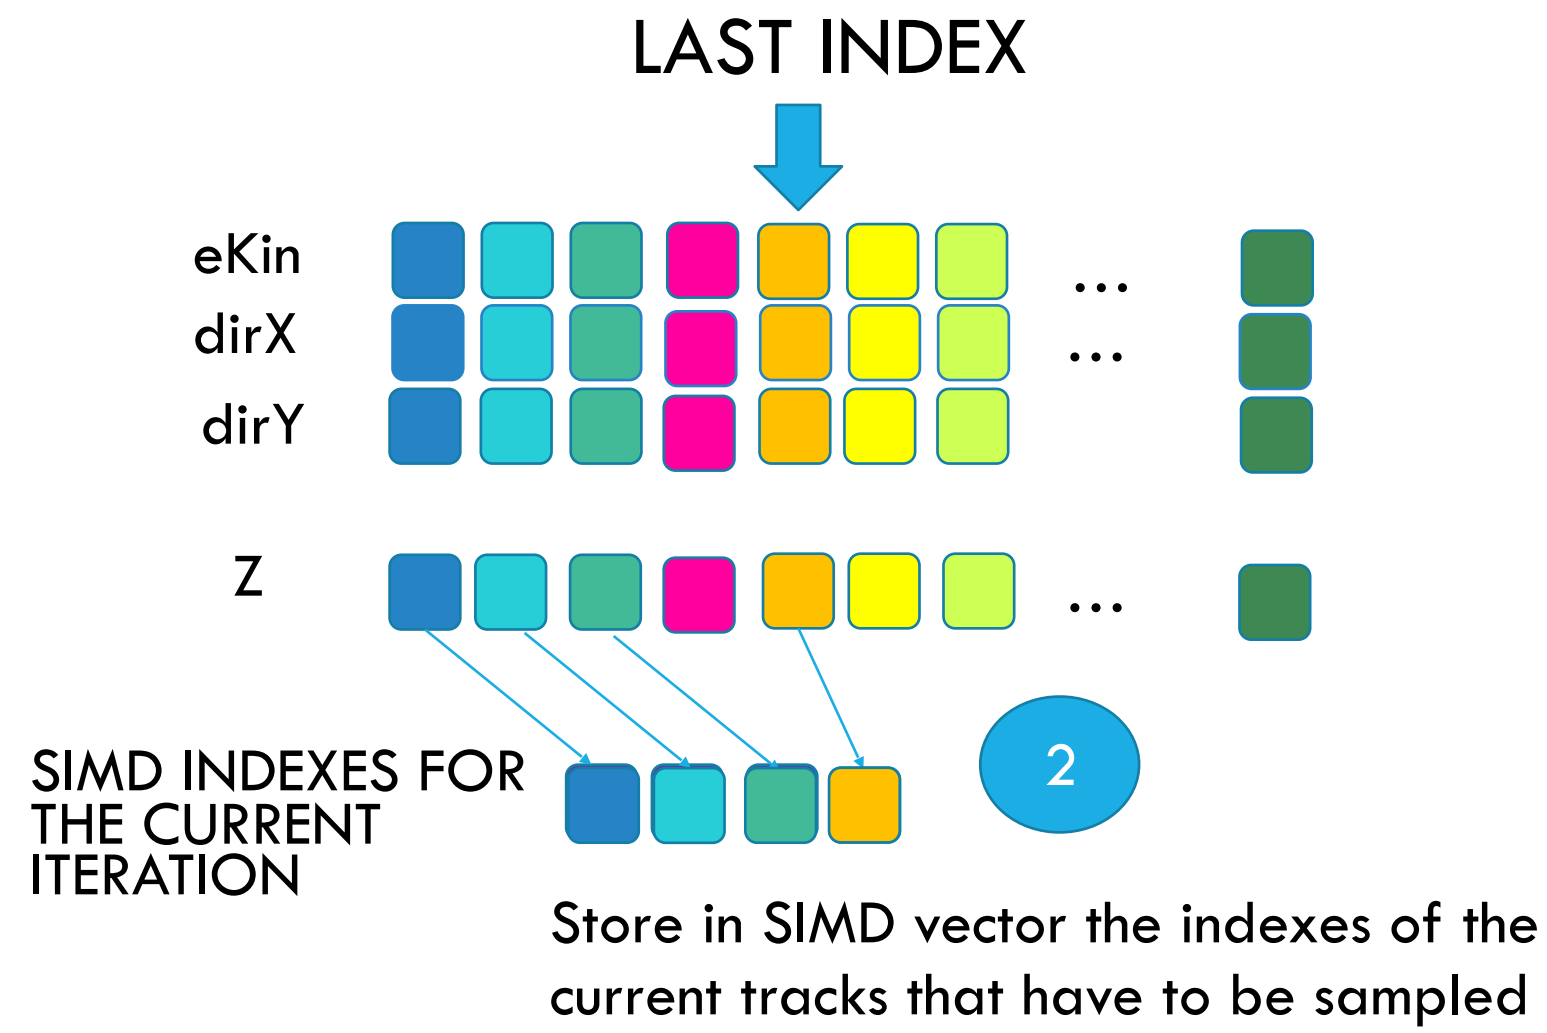 LAST INDEX
eKin
...
dirX
...
dirY
Z
...
SIMD INDEXES FOR
THE CURRENT
ITERATION
2
Store in SIMD vector the indexes of the
current tracks that have to be sampled